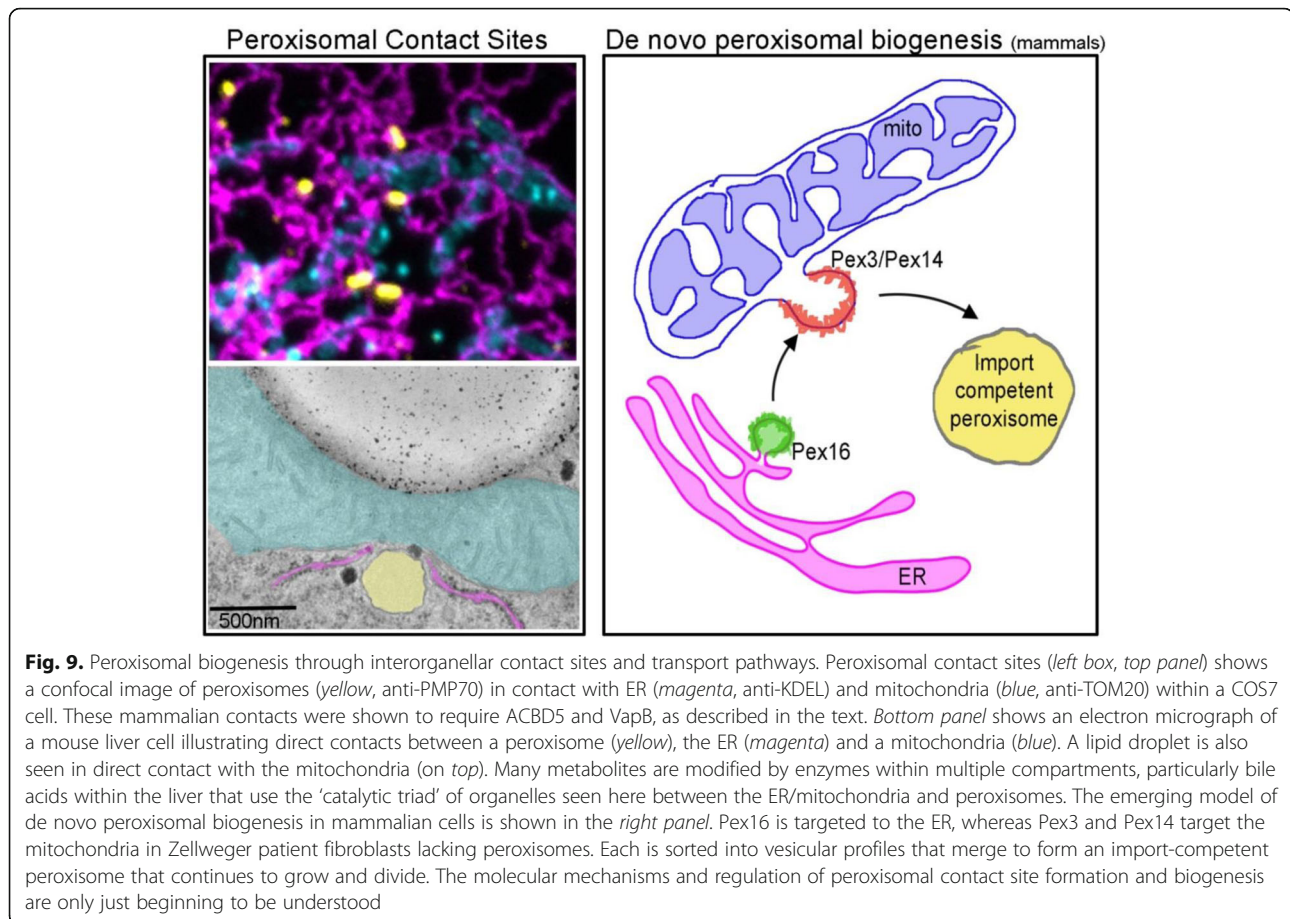 Peroxisomal Contact Sites
De novo peroxisomal biogenesis (mammals)
mito
Pex3/Pex14
Import
competent
peroxisome
Pex16
ER
500nm
Fig. 9. Peroxisomal biogenesis through interorganellar contact sites and transport pathways. Peroxisomal contact sites (left box, top panel) shows
a confocal image of peroxisomes (yellow, anti-PMP70) in contact with ER (magenta, anti-KDEL) and mitochondria (blue, anti-TOM20) within a COS7
cell. These mammalian contacts were shown to require ACBD5 and VapB, as described in the text. Bottom panel shows an electron micrograph of
a mouse liver cell illustrating direct contacts between a peroxisome (yellow), the ER (magenta) and a mitochondria (blue). A lipid droplet is also
seen in direct contact with the mitochondria (on top). Many metabolites are modified by enzymes within multiple compartments, particularly bile
acids within the liver that use the ‘catalytic triad’ of organelles seen here between the ER/mitochondria and peroxisomes. The emerging model of
de novo peroxisomal biogenesis in mammalian cells is shown in the right panel. Pex16 is targeted to the ER, whereas Pex3 and Pex14 target the
mitochondria in Zellweger patient fibroblasts lacking peroxisomes. Each is sorted into vesicular profiles that merge to form an import-competent
peroxisome that continues to grow and divide. The molecular mechanisms and regulation of peroxisomal contact site formation and biogenesis
are only just beginning to be understood